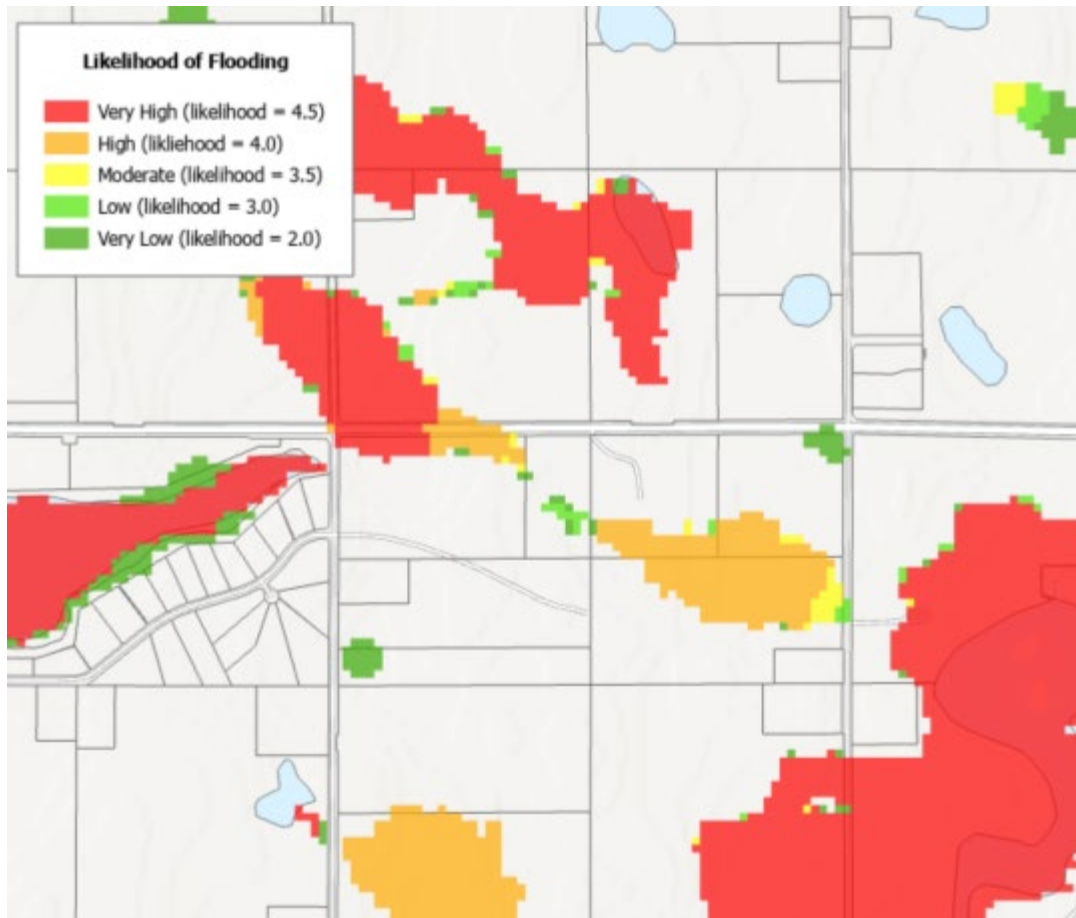 Likelihood of Flooding
Very High (likelihood = 4.5)
High (likliehood = 4.0)
Moderate (likelihood = 3.5)
Low (likelihood = 3.0)
Very Low (likelihood = 2.0)